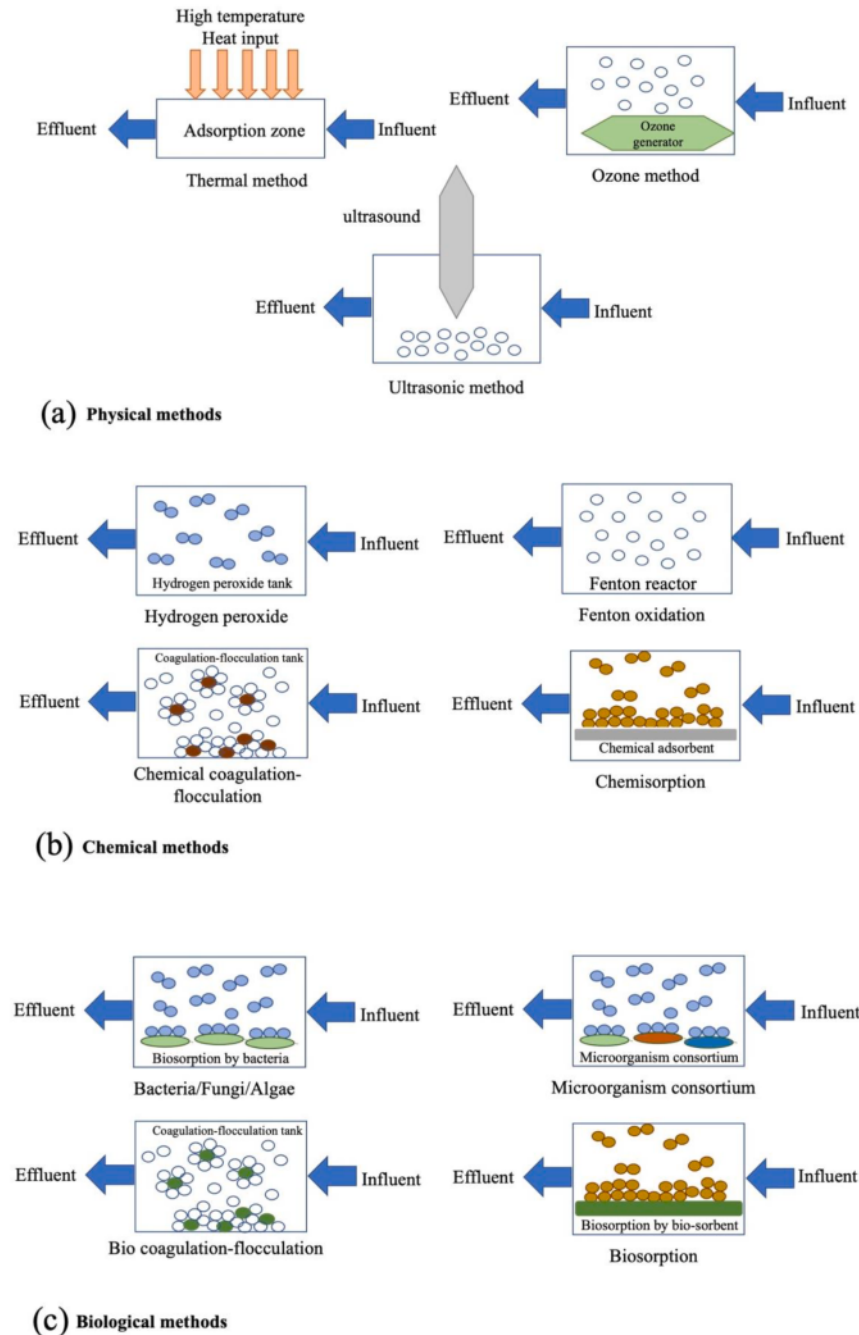 High temperature
Heat input
Effluent
Adsorption zone
Influent
Thermal method
Effluent
Ozone
generator
Influent
Ozone method
ultrasound
Effluent
Influent
Ultrasonic method
(a) Physical methods
Effluent
Hydrogen peroxide tank
Influent
Hydrogen peroxide
Effluent
Fenton reactor
Influent
Fenton oxidation
Coagulation-flocculation tank
Effluent
Influent
Chemical coagulation-
flocculation
Effluent
Chemical adsorbent
Influent
Chemisorption
(b) Chemical methods
Effluent
Biosorption by bacteria
Influent
Bacteria/Fungi/Algae
Effluent
Microorganism consortium
Influent
Microorganism consortium
Coagulation-flocculation tank
Effluent
Influent
Bio coagulation-flocculation
Effluent
Biosorption by bio-sorbent
Influent
Biosorption
(c) Biological methods